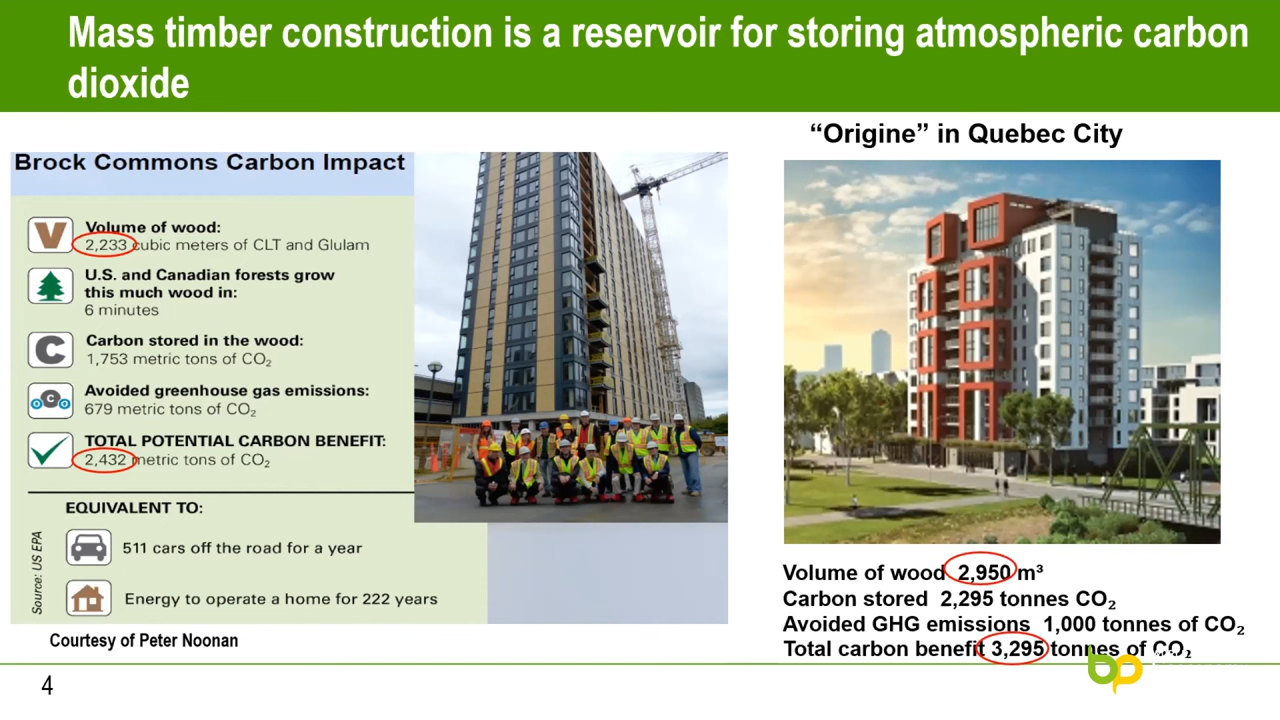 Mass timber construction is a reservoir for storing atmospheric carbon
dioxide
Brock Commons Carbon Impact
V
Volume of wood:
2,233 cubic meters of CLT and Glulam
U.S. and Canadian forests grow
this much wood in:
6 minutes
C
Carbon stored in the wood:
1,753 metric tons of CO₂
C
Avoided greenhouse gas emissions:
679 metric tons of CO₂
TOTAL POTENTIAL CARBON BENEFIT:
2,432 metric tons of CO₂
EQUIVALENT TO:
511 cars off the road for a year
Energy to operate a home for 222 years
Source: US EPA
Courtesy of Peter Noonan
“Origine” in Quebec City
Volume of wood 2,950 m³
Carbon stored 2,295 tonnes CO₂
Avoided GHG emissions 1,000 tonnes of CO₂
Total carbon benefit 3,295 tonnes of CO₂
bp
4